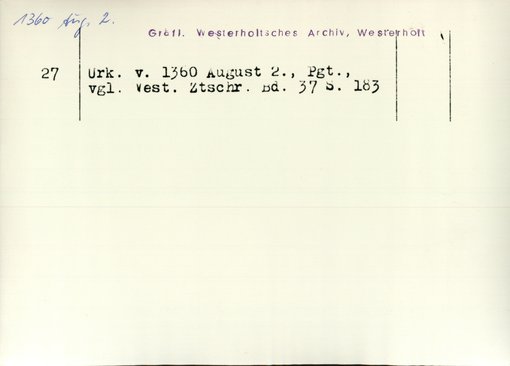 1360 Aug. 2.
Gräfl. Westerholtsches Archiv, Westerholt
27 Urk. v. 1360 August 2., Pgt.,
vgl. West. Ztschr. Bd. 37 S. 183